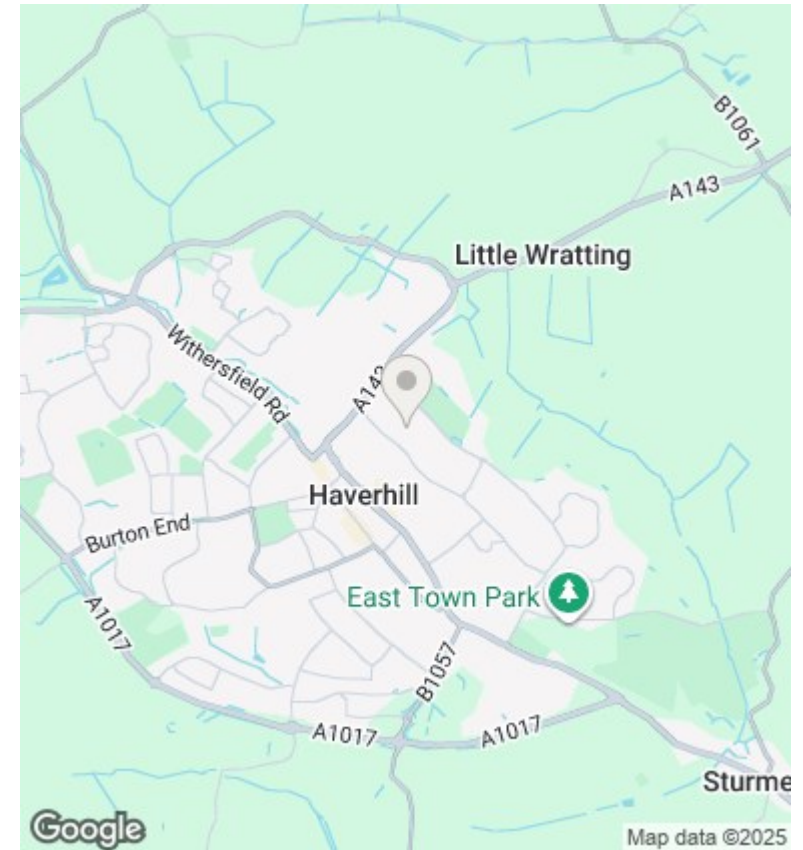 B1061
A143
Little Wratting
Withersfield Rd
A143
Haverhill
Burton End
East Town Park
A1017
B1057
A1017
A1017
Sturme
Google
Map data ©2025